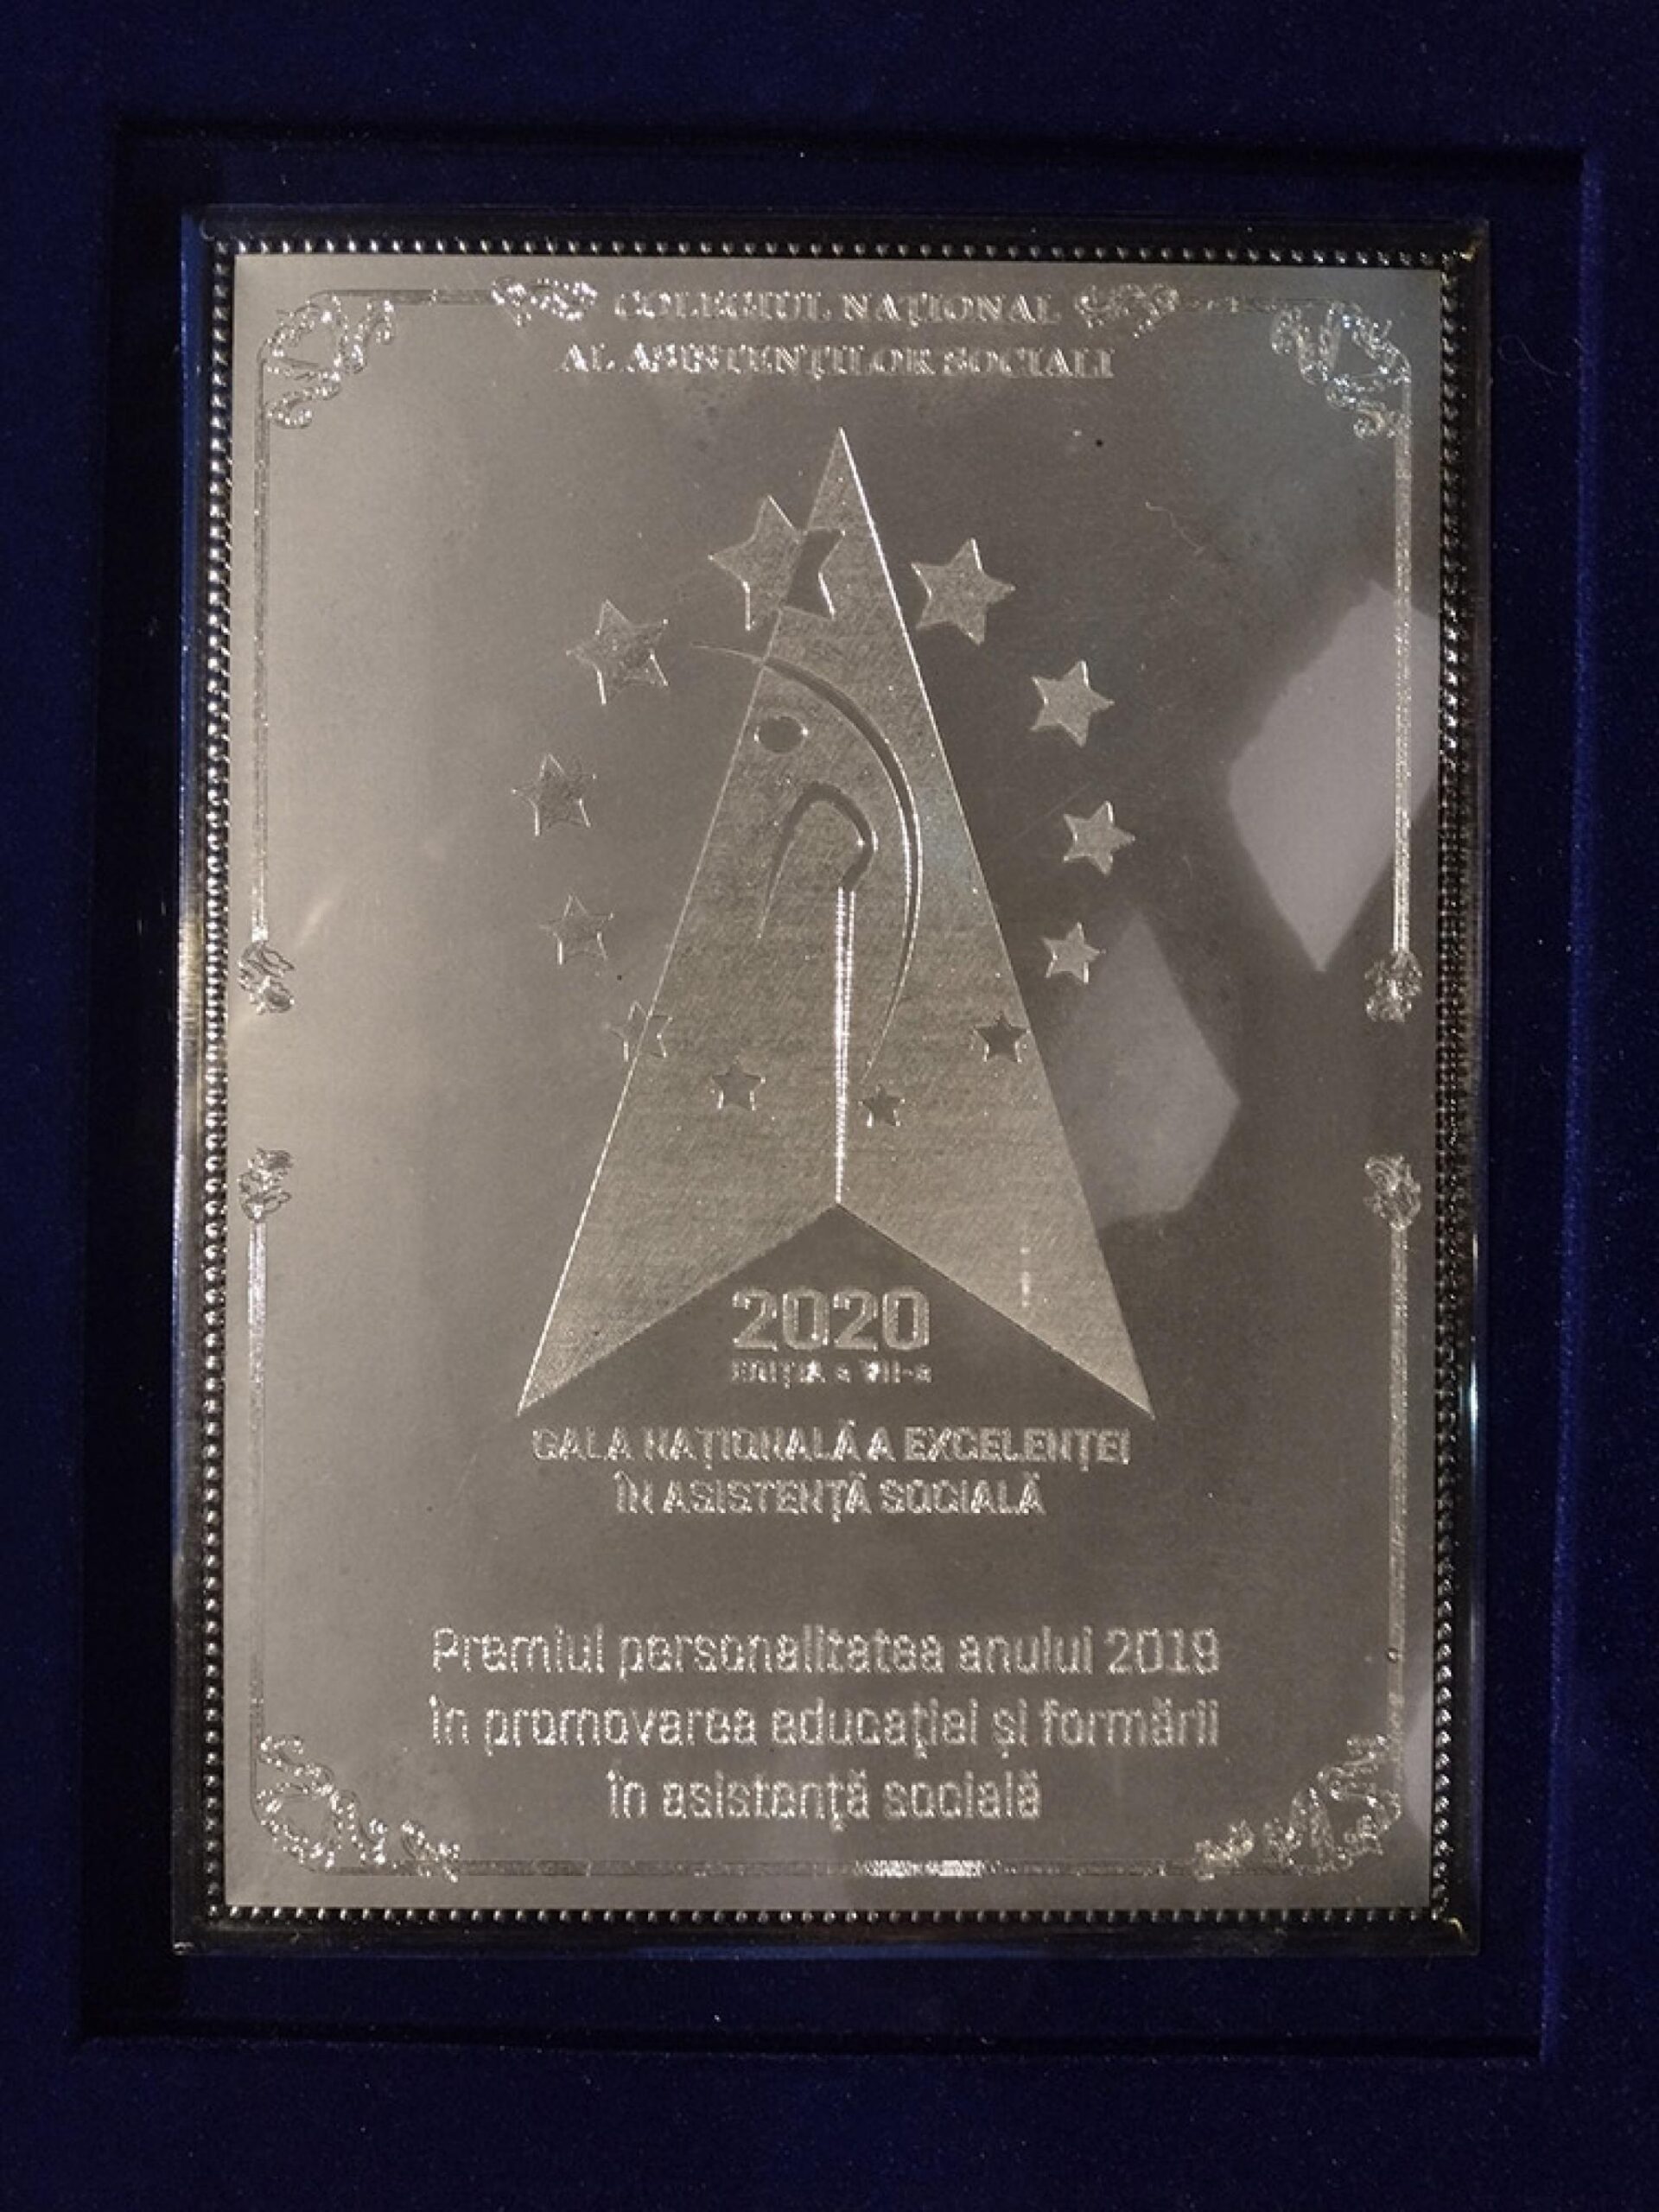 COLEGIUL NAȚIONAL
AL ASISTENȚILOR SOCIALI
2020
EDIȚIA a VII-a
GALA NAȚIONALĂ A EXCELENȚEI
ÎN ASISTENȚĂ SOCIALĂ
Premiul personalitatea anului 2019
în promovarea educației și formării
în asistență socială